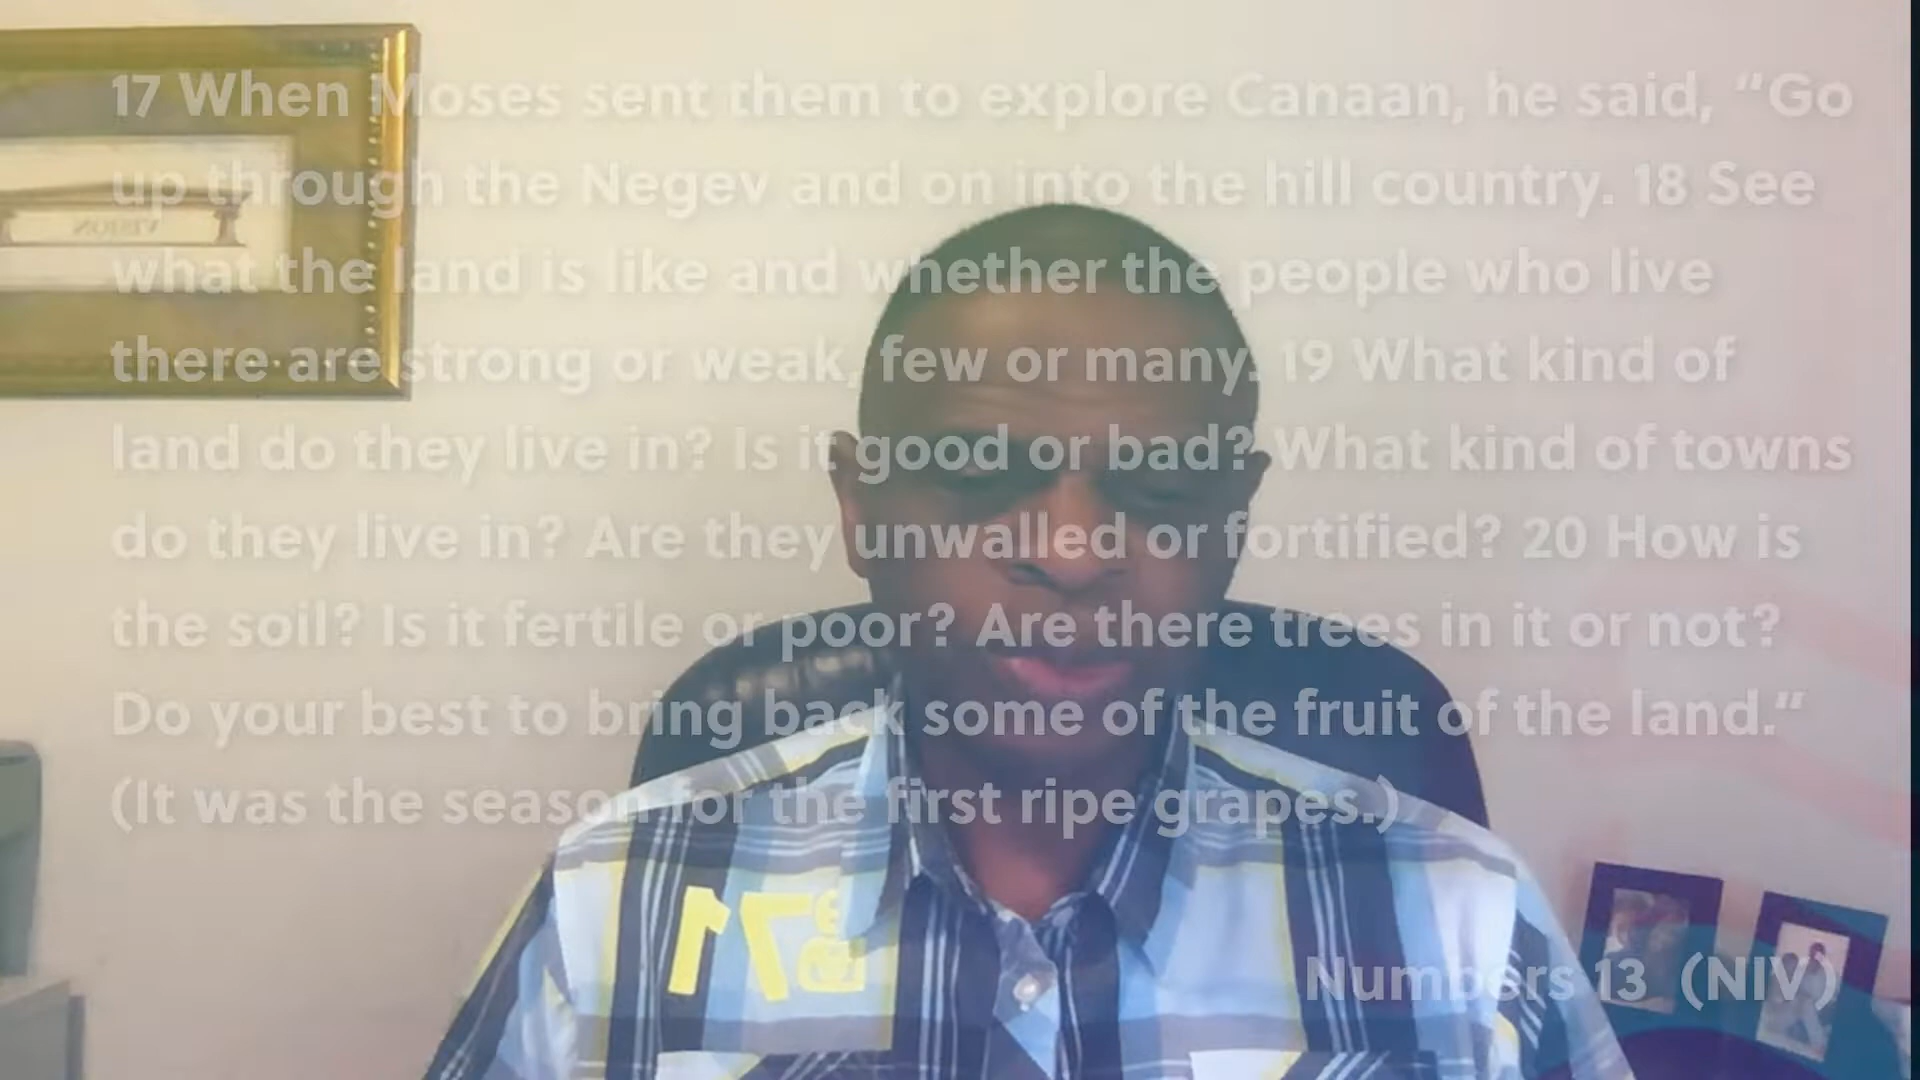 17 When Moses sent them to explore Canaan, he said, “Go
up through the Negev and on into the hill country. 18 See
what the land is like and whether the people who live
there are strong or weak, few or many. 19 What kind of
land do they live in? Is it good or bad? What kind of towns
do they live in? Are they unwalled or fortified? 20 How is
the soil? Is it fertile or poor? Are there trees in it or not?
Do your best to bring back some of the fruit of the land.“
(It was the season for the first ripe grapes.)
Numbers 13 (NIV)
VISION
17